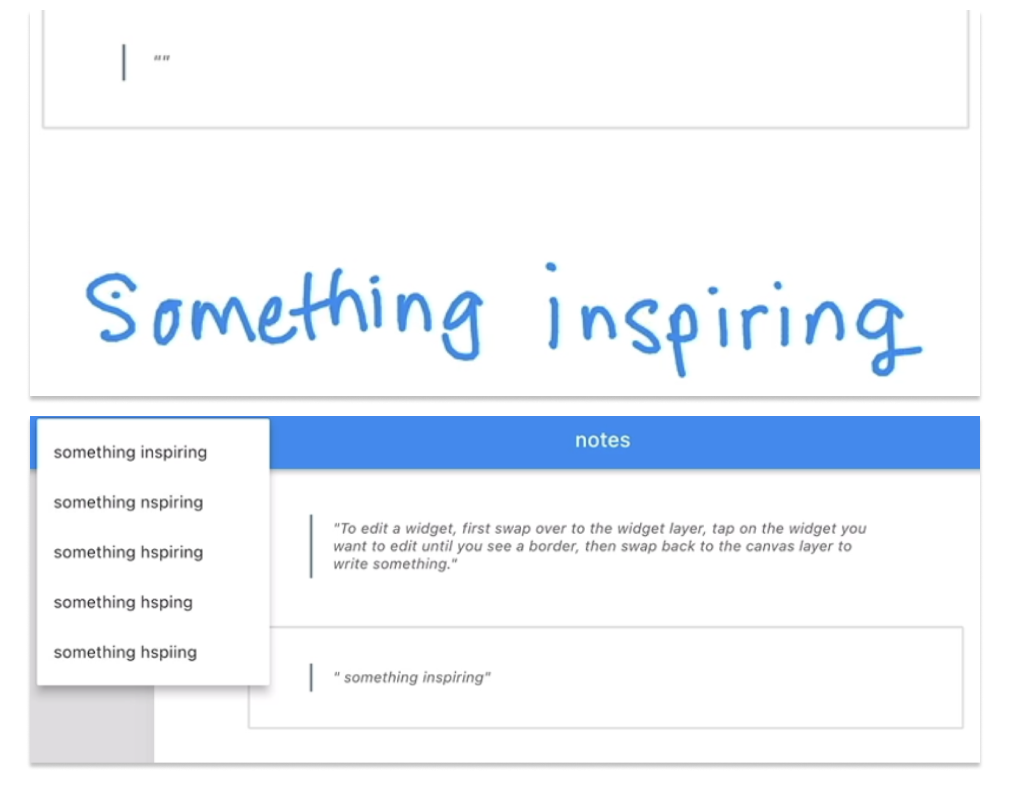 ""
Something inspiring
notes
something inspiring
something nspiring
something hspiring
something hsping
something hspiing
"To edit a widget, first swap over to the widget layer, tap on the widget you
want to edit until you see a border, then swap back to the canvas layer to
write something."
" something inspiring"